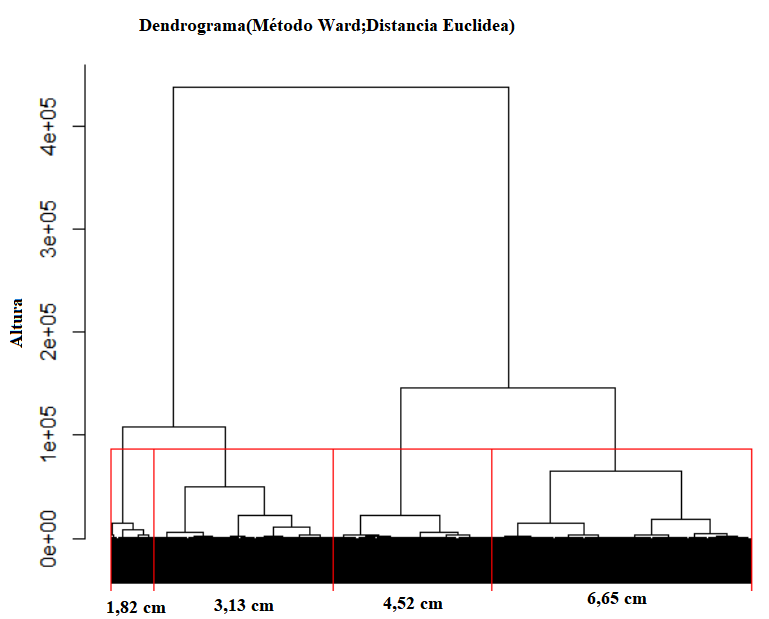 Dendrograma(Método Ward;Distancia Euclidea)
4e+05
3e+05
2e+05
1e+05
0e+00
Altura
1,82 cm
3,13 cm
4,52 cm
6,65 cm